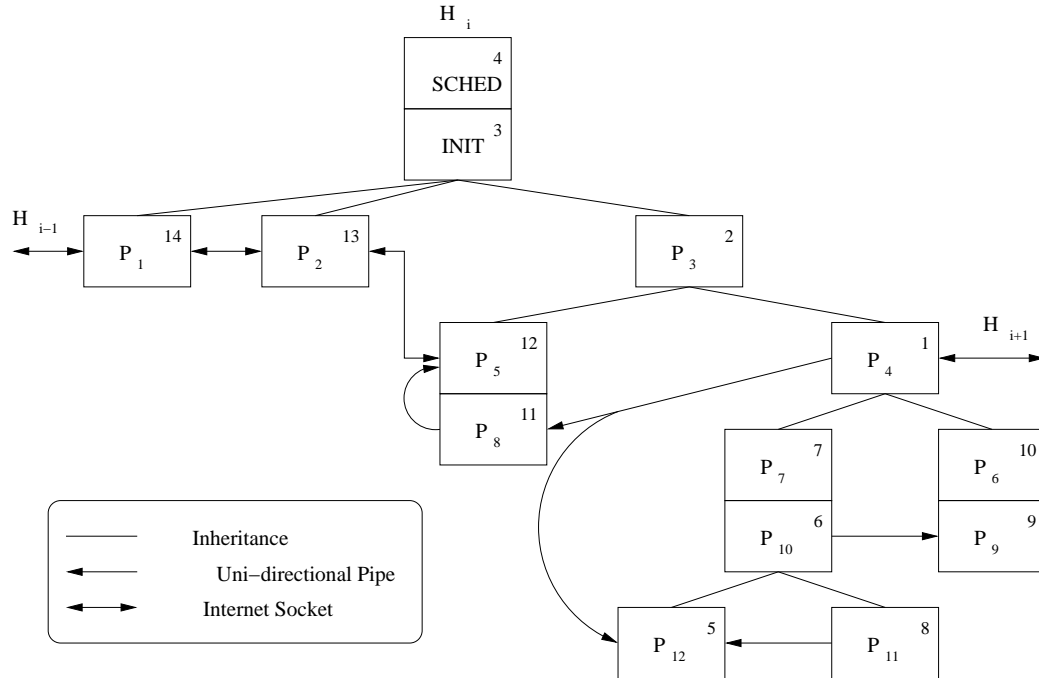 H i
4
SCHED
3
INIT
H i−1
14
P 1
13
P 2
2
P 3
12
P 5
1
P 4
H i+1
11
P 8
7
P 7
10
P 6
6
P 10
9
P 9
5
P 12
8
P 11
Inheritance
Uni−directional Pipe
Internet Socket